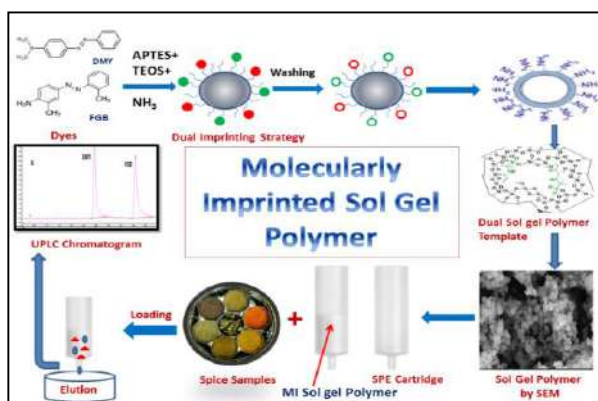 DMY
FGB
Dyes
APTES+
TEOS+
NH3
Dual Imprinting Strategy
Washing
Molecularly
Imprinted Sol Gel
Polymer
Dual Sol gel Polymer
Template
UPLC Chromatogram
Loading
Elution
Spice Samples
+
MI Sol gel Polymer
SPE Cartridge
Sol Gel Polymer
by SEM